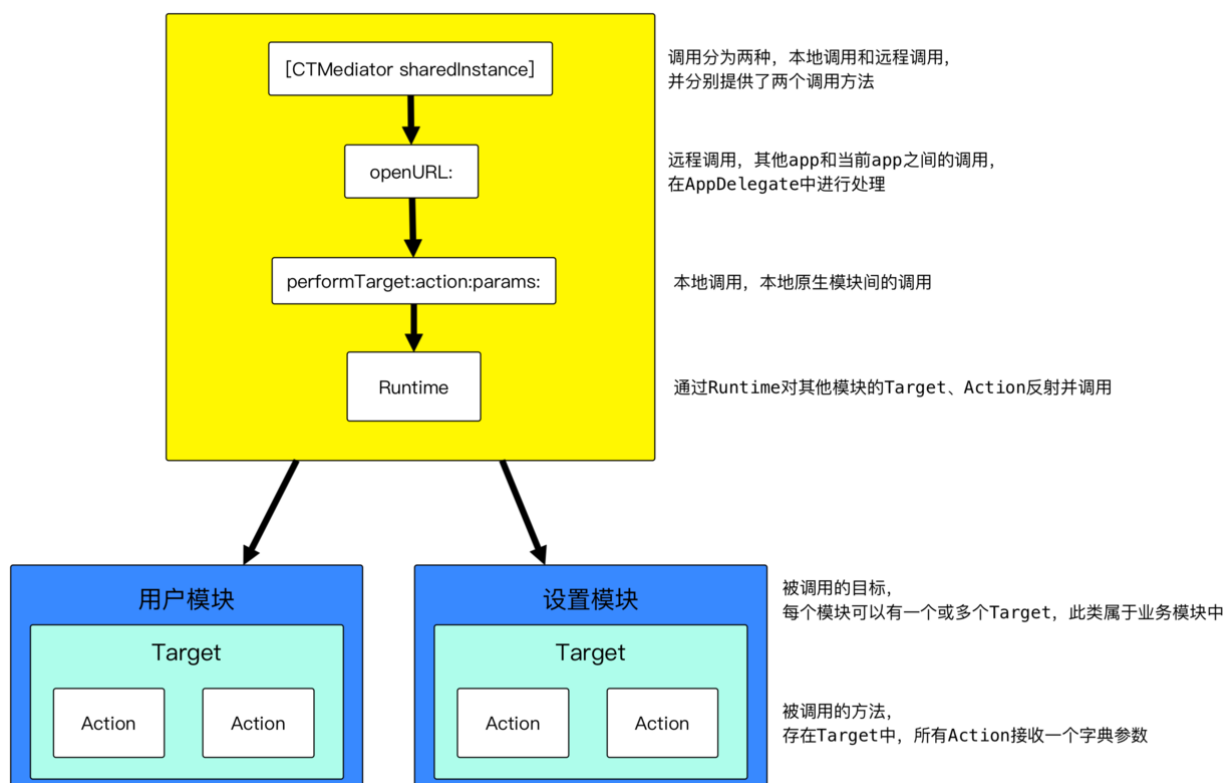 [CTMediator sharedInstance]
调用分为两种，本地调用和远程调用，
并分别提供了两个调用方法
openURL:
远程调用，其他app和当前app之间的调用，
在AppDelegate中进行处理
performTarget:action:params:
本地调用，本地原生模块间的调用
Runtime
通过Runtime对其他模块的Target、Action反射并调用
用户模块
设置模块
被调用的目标，
每个模块可以有一个或多个Target，此类属于业务模块中
Target
Target
Action
Action
Action
Action
被调用的方法，
存在Target中，所有Action接收一个字典参数